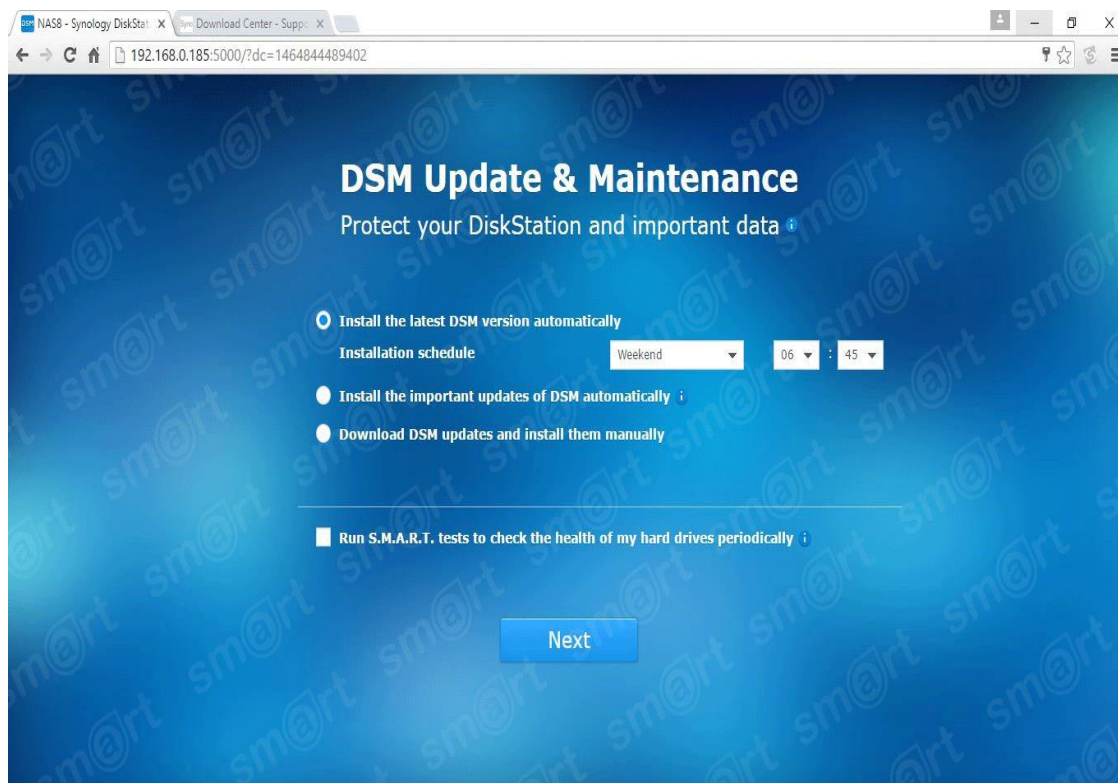 NAS8 - Synology DiskStat
Download Center - Suppo
192.168.0.185:5000/?dc=1464844489402
DSM Update & Maintenance
Protect your DiskStation and important data
Install the latest DSM version automatically
Installation schedule Weekend 06 : 45
Install the important updates of DSM automatically
Download DSM updates and install them manually
Run S.M.A.R.T. tests to check the health of my hard drives periodically
Next
sm@rt